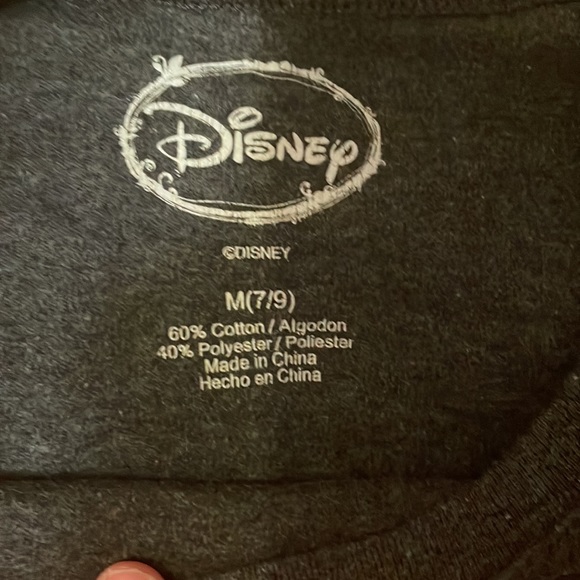 Disney
©DISNEY
M(7/9)
60% Cotton / Algodon
40% Polyester / Poliester
Made in China
Hecho en China